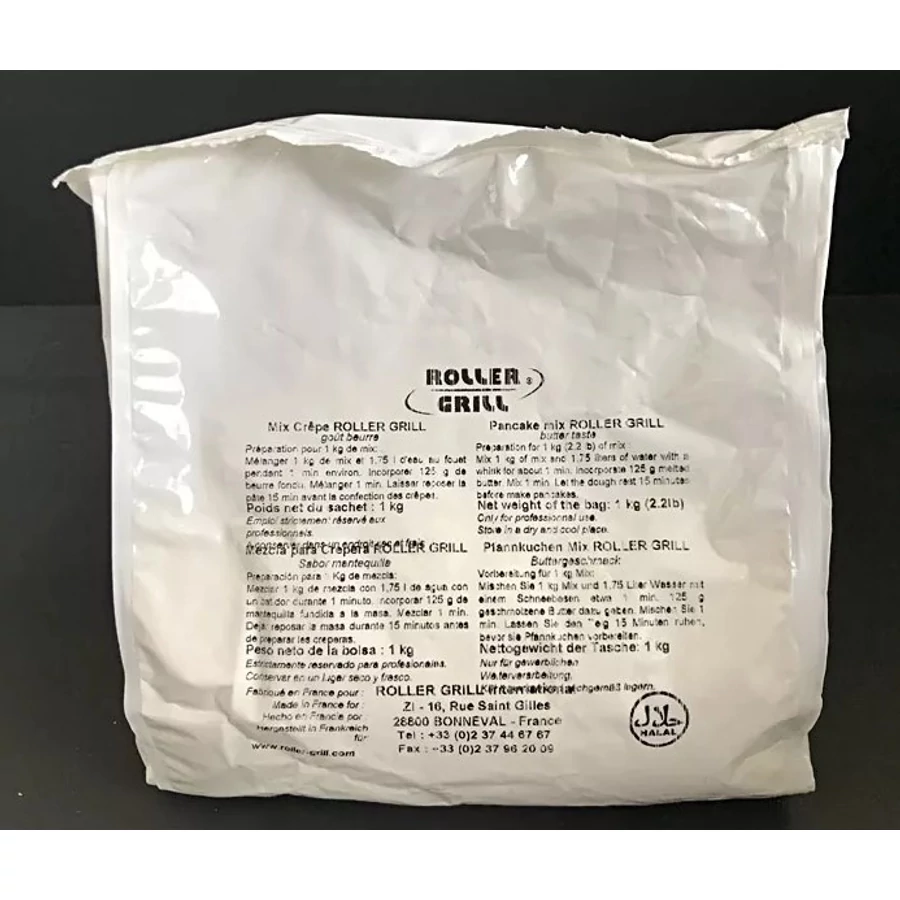 ROLLER ®
GRILL
Mix Crêpe ROLLER GRILL
goût beurre
Préparation pour 1 kg de mix:
Mélanger 1 kg de mix et 1.75 l d'eau au fouet
pendant 1 min environ. Incorporer 125 g de
beurre fondu. Mélanger 1 min. Laisser reposer la
pâte 15 min avant la confection des crêpes.
Poids net du sachet : 1 kg
Emploi strictement réservé aux
professionnels.
A conserver dans un endroit sec et frais
Pancake mix ROLLER GRILL
butter taste
Preparation for 1 kg (2.2 lb) of mix :
Mix 1 kg of mix and 1.75 liters of water with a
whink for about 1 min. Incorporate 125 g melted
butter. Mix 1 min. Let the dough rest 15 minutes
before make pancakes.
Net weight of the bag: 1 kg (2.2lb)
Only for professional use.
Store in a dry and cool place.
Mezcla para Crepera ROLLER GRILL
Sabor mantequilla
Preparación para 1 Kg de mezcla:
Mezclar 1 kg de mezcla con 1,75 l de agua con
un batidor durante 1 minuto. Incorporar 125 g de
mantequilla fundida a la masa. Mezclar 1 min.
Deja reposar la masa durante 15 minutos antes
de preparar les creperas.
Peso neto de la bolsa : 1 kg
Estrictamente reservado para profesionales.
Conservar en un lugar seco y fresco.
Pfannkuchen Mix ROLLER GRILL
Buttergeschmack
Vorbereitung für 1 kg Mix:
Mischen Sie 1 kg Mix und 1.75 Liter Wasser mit
einem Schneebesen etwa 1 min. 125 g
geschmolzene Butter dazu geben. Mischen Sie 1
min. Lassen Sie den Teig 15 Minuten ruhen,
bevor sie Pfannkuchen vorbereiten.
Nettogewicht der Tasche: 1 kg
Nur für gewerblichen
Weiterverarbeitung.
lagern.
Fabriqué en France pour :
Made in France for :
Hecho en Francia por :
Hergestellt in Frankreich
für:
www.roller-grill.com
ROLLER GRILL International
ZI - 16, Rue Saint Gilles
28800 BONNEVAL - France
Tel : +33 (0)2 37 44 67 67
Fax : +33 (0)2 37 96 20 09
حلال
HALAL